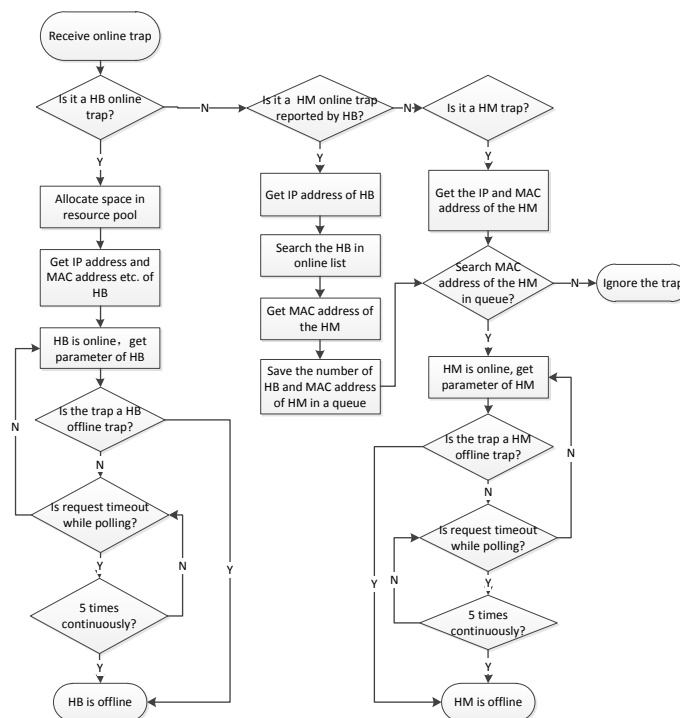 Receive online trap
Is it a HB online
trap?
N
Is it a HM online trap
reported by HB?
N
Is it a HM trap?
Y
Y
Y
Allocate space in
resource pool
Get IP address of HB
Get the IP and MAC
address of the HM
Get IP address and
MAC address etc. of
HB
Search the HB in
online list
Search MAC
address of the HM
in queue?
N
Ignore the trap
Get MAC address of
the HM
Y
HB is online, get
parameter of HB
Save the number of
HB and MAC address
of HM in a queue
HM is online, get
parameter of HM
Is the trap a HB
offline trap?
N
Is the trap a HM
offline trap?
N
N
N
Is request timeout
while polling?
Is request timeout
while polling?
Y
N
Y
Y
N
Y
5 times
continuously?
5 times
continuously?
Y
Y
HB is offline
HM is offline